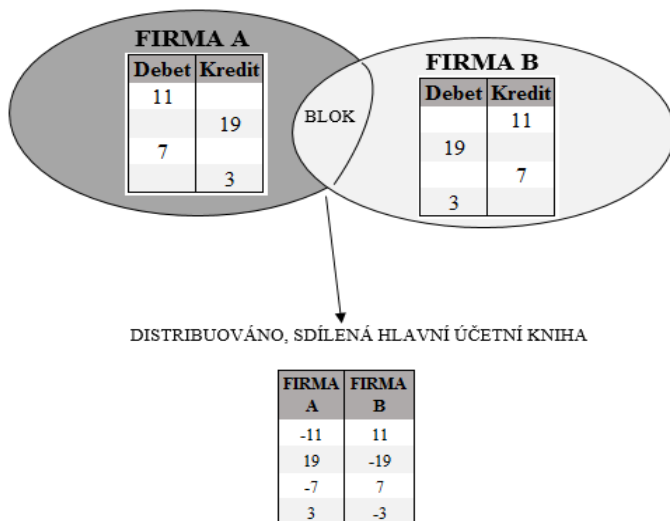 FIRMA A
Debet Kredit
11
19
7
3
BLOK
FIRMA B
Debet Kredit
11
19
7
3
DISTRIBUOVÁNO, SDÍLENÁ HLAVNÍ ÚČETNÍ KNIHA
FIRMA A FIRMA B
-11 11
19 -19
-7 7
3 -3